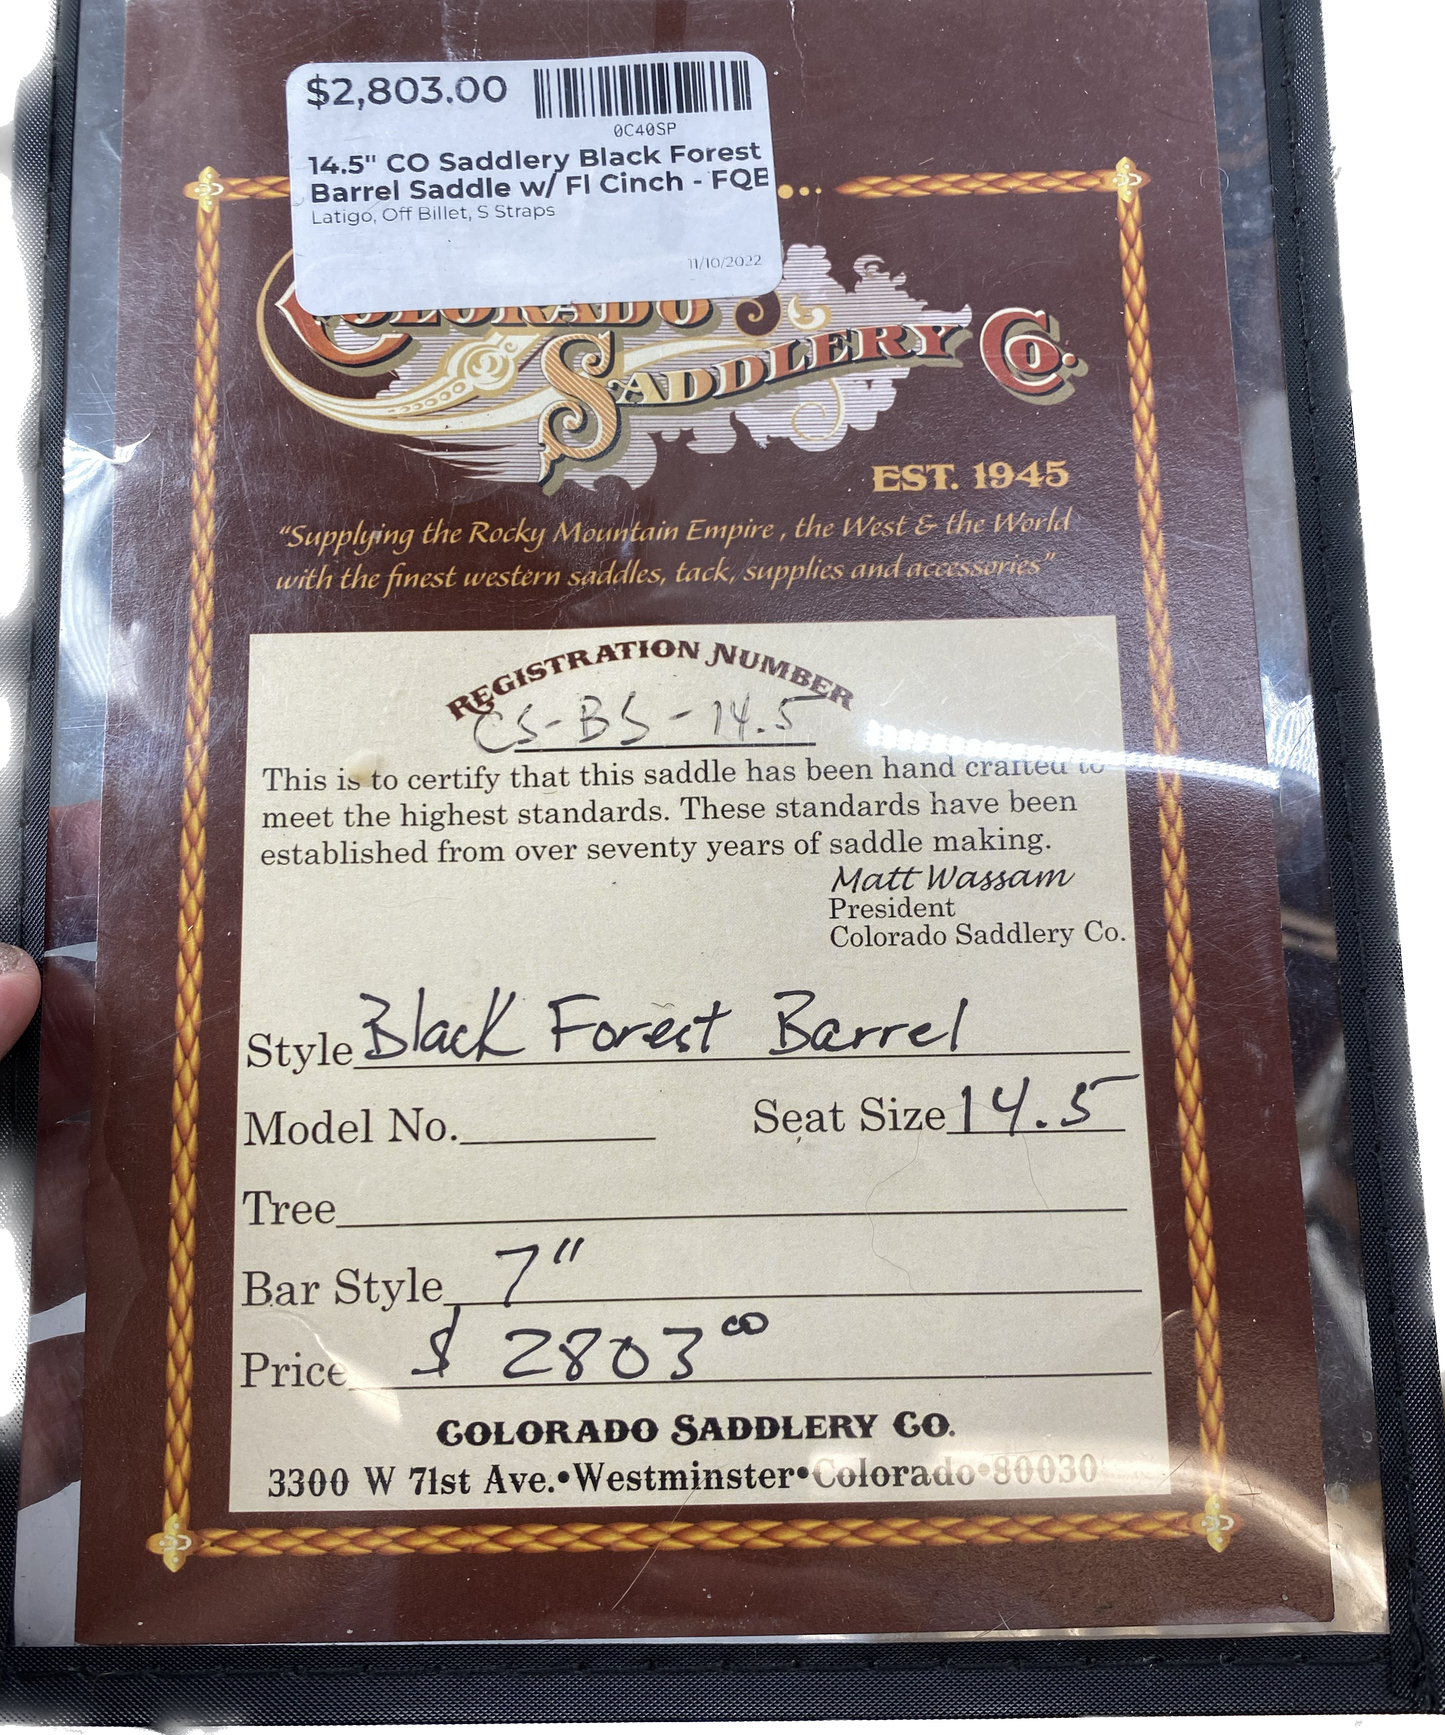 $2,803.00
0C40SP
14.5" CO Saddlery Black Forest
Barrel Saddle w/ Fl Cinch - FQB
Latigo, Off Billet, S Straps
11/10/2022
COLORADO
SADDLERY CO.
EST. 1945
“Supplying the Rocky Mountain Empire, the West & the World
with the finest western saddles, tack, supplies and accessories”
REGISTRATION NUMBER
CS-BS-14.5
This is to certify that this saddle has been hand crafted to
meet the highest standards. These standards have been
established from over seventy years of saddle making.
Matt Wassam
President
Colorado Saddlery Co.
Style Black Forest Barrel
Model No. Seat Size 14.5
Tree
Bar Style 7"
Price $ 2803 00
COLORADO SADDLERY CO.
3300 W 71st Ave.•Westminster•Colorado•80030